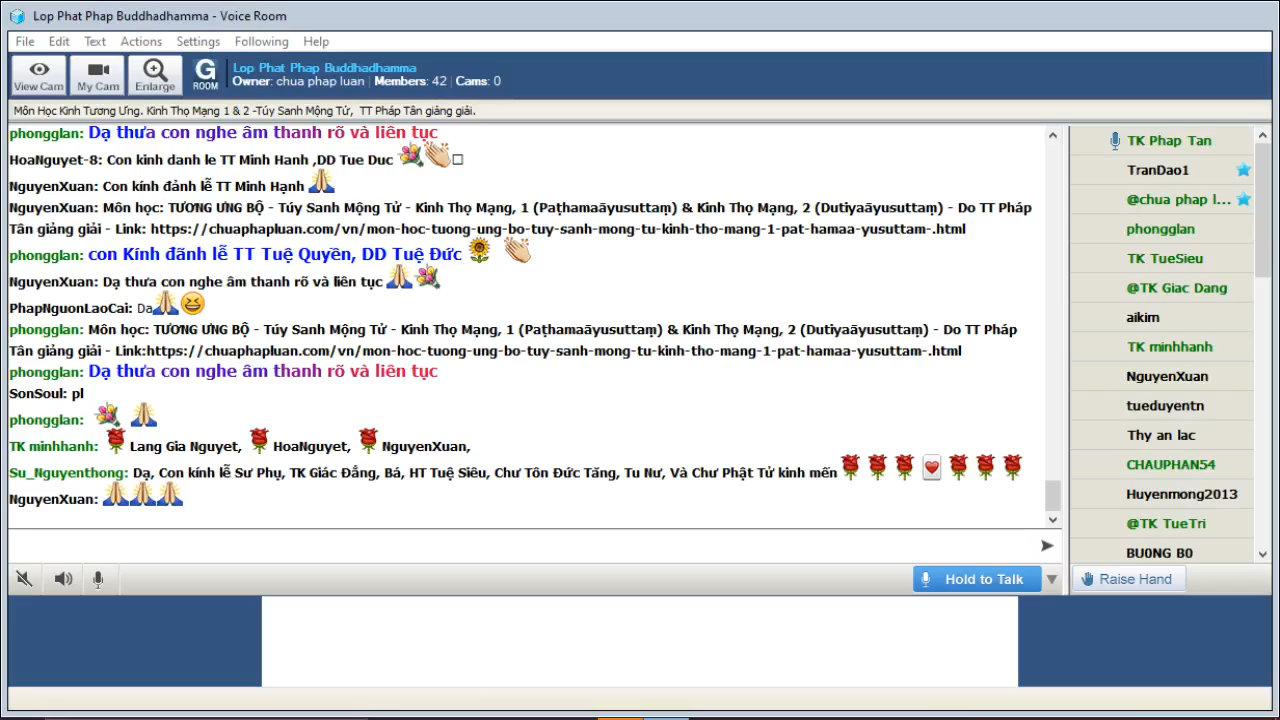 Lop Phat Phap Buddhadhamma - Voice Room
File Edit Text Actions Settings Following Help
View Cam My Cam Enlarge G ROOM
Lop Phat Phap Buddhadhamma
Owner: chua phap luan | Members: 42 | Cams: 0
Môn Học Kinh Tương Ưng. Kinh Thọ Mạng 1 & 2 -Túy Sanh Mộng Tử, TT Pháp Tân giảng giải.
phongglan: Dạ thưa con nghe âm thanh rõ và liên tục
HoaNguyet-8: Con kinh danh le TT Minh Hanh ,DD Tue Duc
NguyenXuan: Con kính đảnh lễ TT Minh Hạnh
NguyenXuan: Môn học: TƯƠNG ƯNG BỘ - Túy Sanh Mộng Tử - Kinh Thọ Mạng, 1 (Paṭhamaāyusuttaṃ) & Kinh Thọ Mạng, 2 (Dutiyaāyusuttaṃ) - Do TT Pháp
Tân giảng giải - Link: https://chuaphapluan.com/vn/mon-hoc-tuong-ung-bo-tuy-sanh-mong-tu-kinh-tho-mang-1-pat-hamaa-yusuttam-.html
phongglan: con Kính đãnh lễ TT Tuệ Quyền, DD Tuệ Đức
NguyenXuan: Dạ thưa con nghe âm thanh rõ và liên tục
PhapNguonLaoCai: Dạ
phongglan: Môn học: TƯƠNG ƯNG BỘ - Túy Sanh Mộng Tử - Kinh Thọ Mạng, 1 (Paṭhamaāyusuttaṃ) & Kinh Thọ Mạng, 2 (Dutiyaāyusuttaṃ) - Do TT Pháp
Tân giảng giải - Link:https://chuaphapluan.com/vn/mon-hoc-tuong-ung-bo-tuy-sanh-mong-tu-kinh-tho-mang-1-pat-hamaa-yusuttam-.html
phongglan: Dạ thưa con nghe âm thanh rõ và liên tục
SonSoul: pl
phongglan:
TK minhhanh: Lang Gia Nguyet, HoaNguyet, NguyenXuan,
Su_Nguyenthong: Dạ, Con kính lễ Sư Phụ, TK Giác Đẳng, Bá, HT Tuệ Siêu, Chư Tôn Đức Tăng, Tu Nư, Và Chư Phật Tử kinh mến
NguyenXuan:
Hold to Talk
TK Phap Tan
TranDao1
@chua phap l...
phongglan
TK TueSieu
@TK Giac Dang
aikim
TK minhhanh
NguyenXuan
tueduyentn
Thy an lac
CHAUPHAN54
Huyenmong2013
@TK TueTri
BU0NG B0
Raise Hand